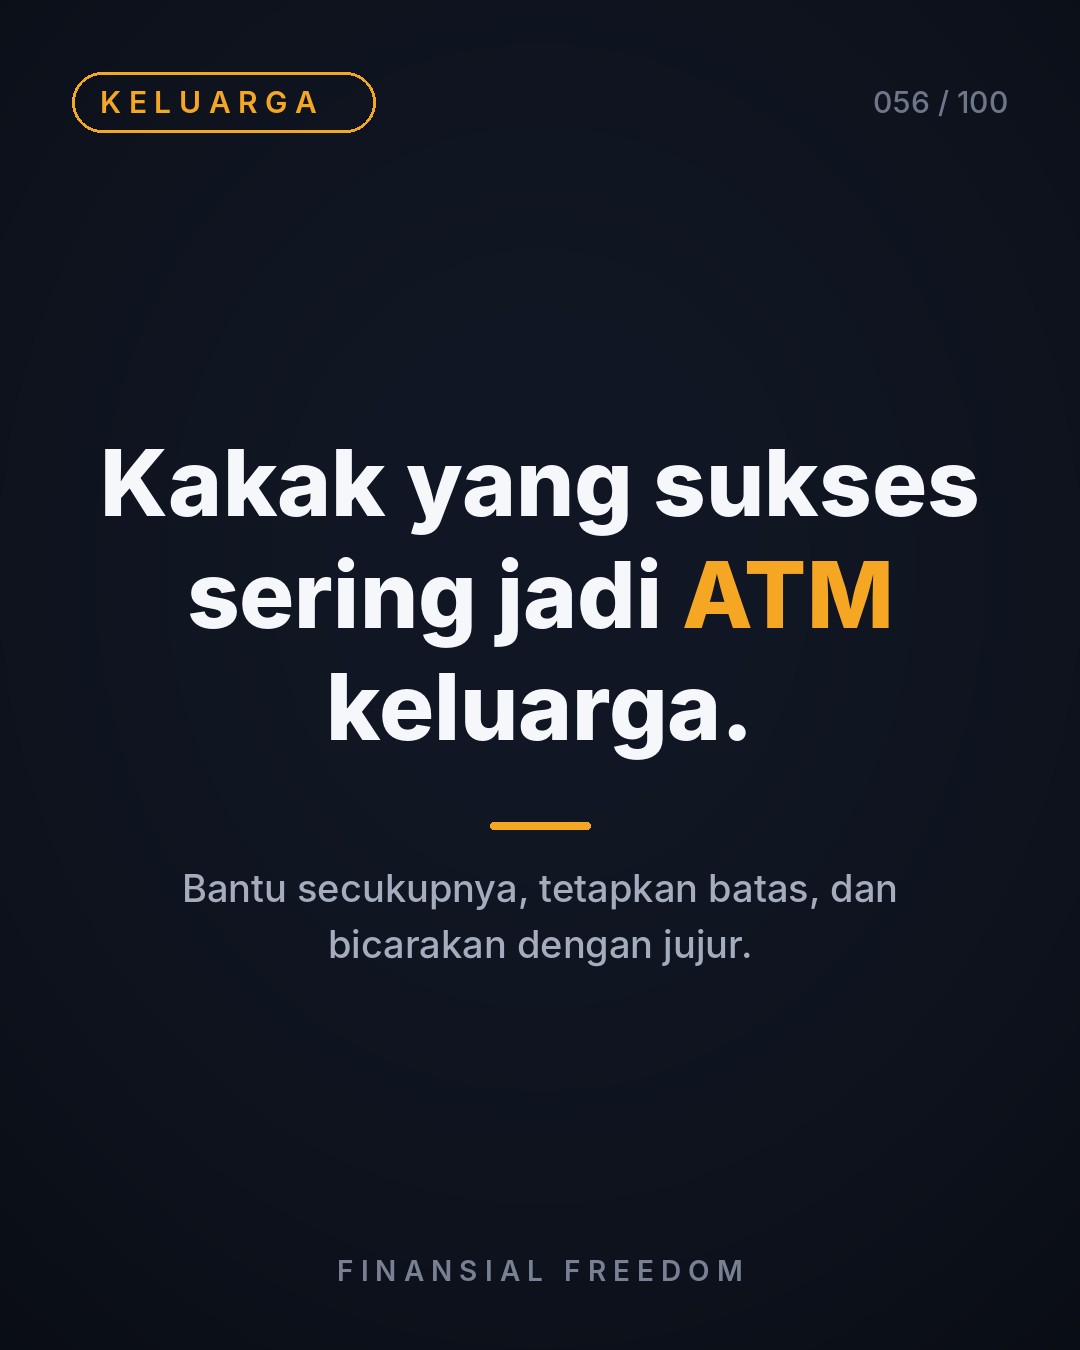 KELUARGA
056 / 100
Kakak yang sukses
sering jadi ATM
keluarga.
Bantu secukupnya, tetapkan batas, dan
bicarakan dengan jujur.
FINANSIAL FREEDOM